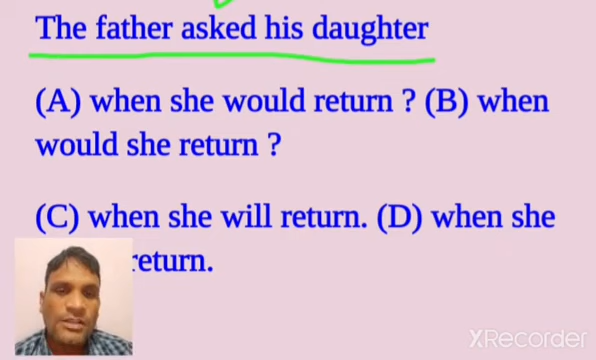 The father asked his daughter
(A) when she would return ? (B) when
would she return ?
(C) when she will return. (D) when she
return.
XRecorder